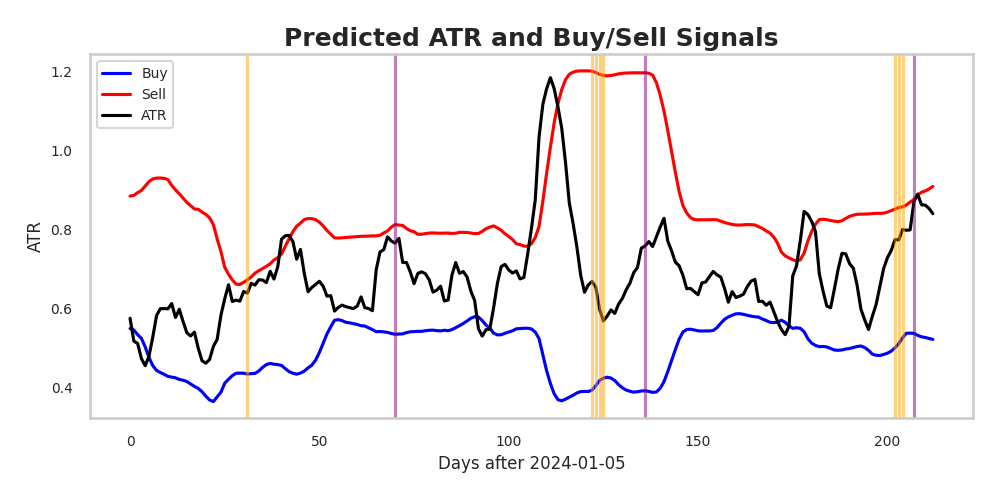 Predicted ATR and Buy/Sell Signals
Buy
Sell
ATR
1.2
1.0
0.8
0.6
0.4
ATR
0
50
100
150
200
Days after 2024-01-05